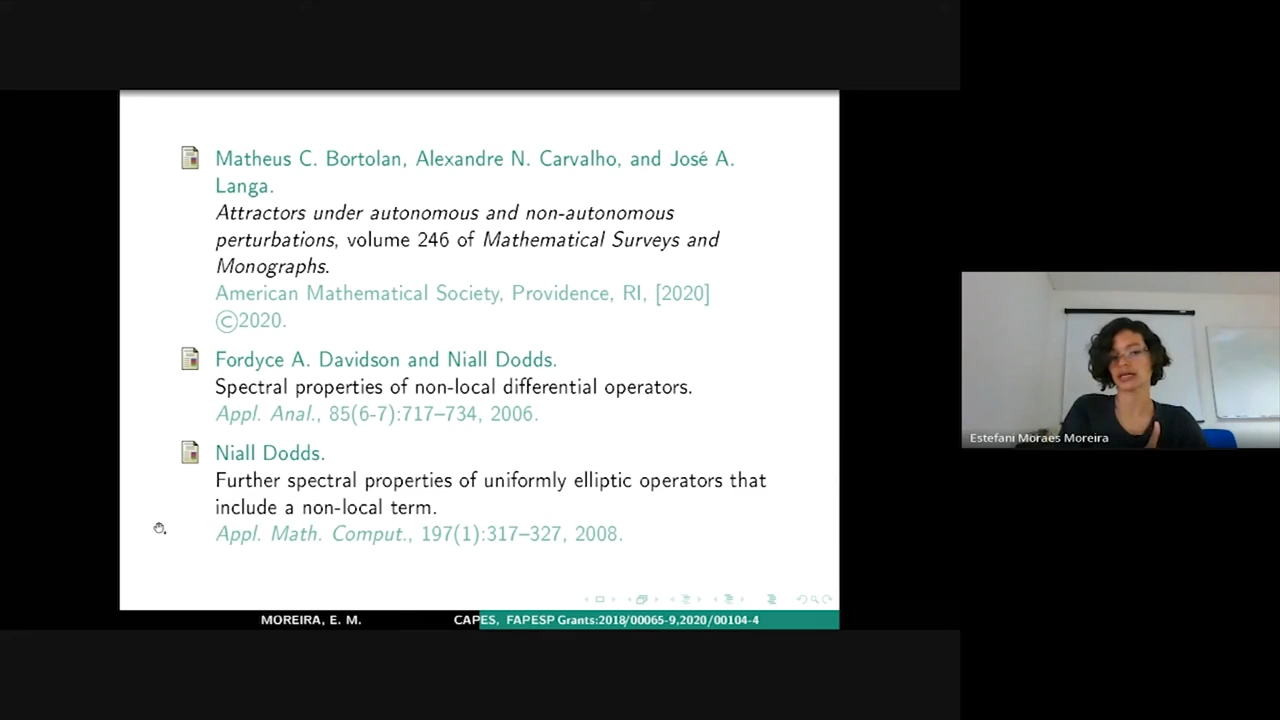 Matheus C. Bortolan, Alexandre N. Carvalho, and José A.
Langa.
Attractors under autonomous and non-autonomous
perturbations, volume 246 of Mathematical Surveys and
Monographs.
American Mathematical Society, Providence, RI, [2020]
©2020.
Fordyce A. Davidson and Niall Dodds.
Spectral properties of non-local differential operators.
Appl. Anal., 85(6-7):717–734, 2006.
Niall Dodds.
Further spectral properties of uniformly elliptic operators that
include a non-local term.
Appl. Math. Comput., 197(1):317–327, 2008.
MOREIRA, E. M. CAPES, FAPESP Grants:2018/00065-9,2020/00104-4
Estefani Moraes Moreira